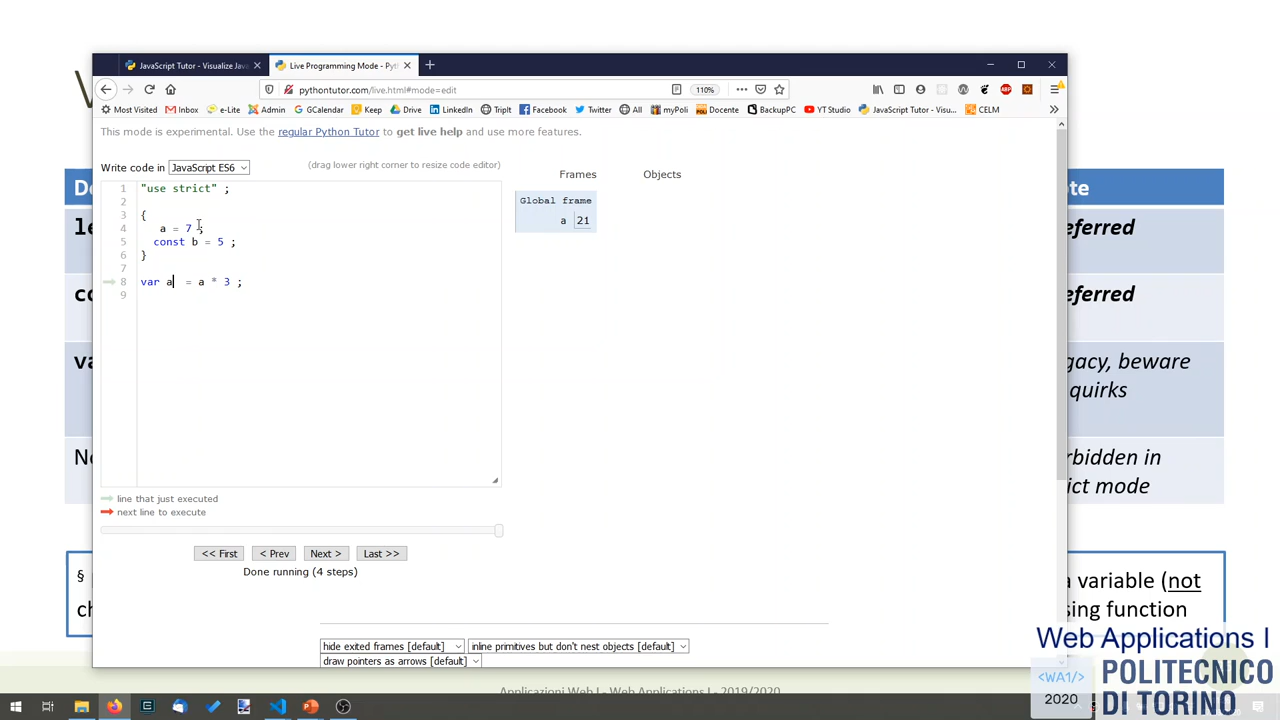 JavaScript Tutor - Visualize Java
Live Programming Mode - Pyt
pythontutor.com/live.html#mode=edit
110%
Most Visited
Inbox
e-Lite
Admin
GCalendar
Keep
Drive
LinkedIn
TripIt
Facebook
Twitter
All
myPoli
Docente
BackupPC
YT Studio
JavaScript Tutor - Visu...
CELM
This mode is experimental. Use the regular Python Tutor to get live help and use more features.
Write code in JavaScript ES6
(drag lower right corner to resize code editor)
Frames
Objects
Global frame
a 21
1 "use strict" ;
2
3 {
4 a = 7 ;
5 const b = 5 ;
6 }
7
8 var a = a * 3 ;
9
line that just executed
next line to execute
<< First
< Prev
Next >
Last >>
Done running (4 steps)
hide exited frames [default]
inline primitives but don't nest objects [default]
draw pointers as arrows [default]
ote
eferred
eferred
gacy, beware
quirks
rbidden in
ict mode
a variable (not
sing function
§
ch
Applicazioni Web I - Web Applications I - 2019/2020
Web Applications I
<WA1/>
2020
POLITECNICO
DI TORINO